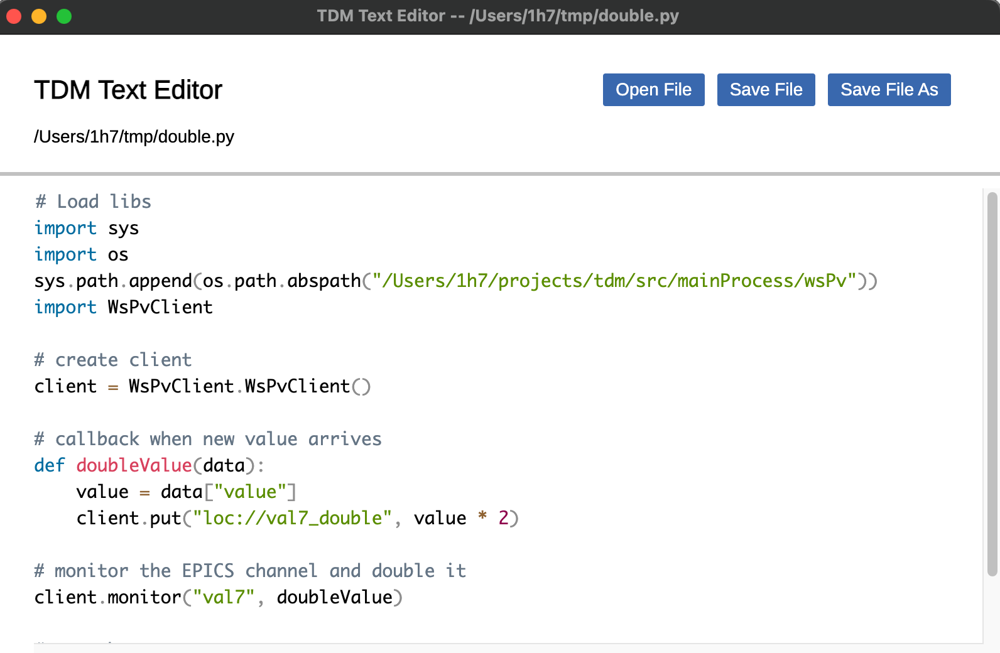 TDM Text Editor -- /Users/1h7/tmp/double.py
TDM Text Editor
Open File
Save File
Save File As
/Users/1h7/tmp/double.py
# Load libs
import sys
import os
sys.path.append(os.path.abspath("/Users/1h7/projects/tdm/src/mainProcess/wsPv"))
import WsPvClient

# create client
client = WsPvClient.WsPvClient()

# callback when new value arrives
def doubleValue(data):
    value = data["value"]
    client.put("loc://val7_double", value * 2)

# monitor the EPICS channel and double it
client.monitor("val7", doubleValue)